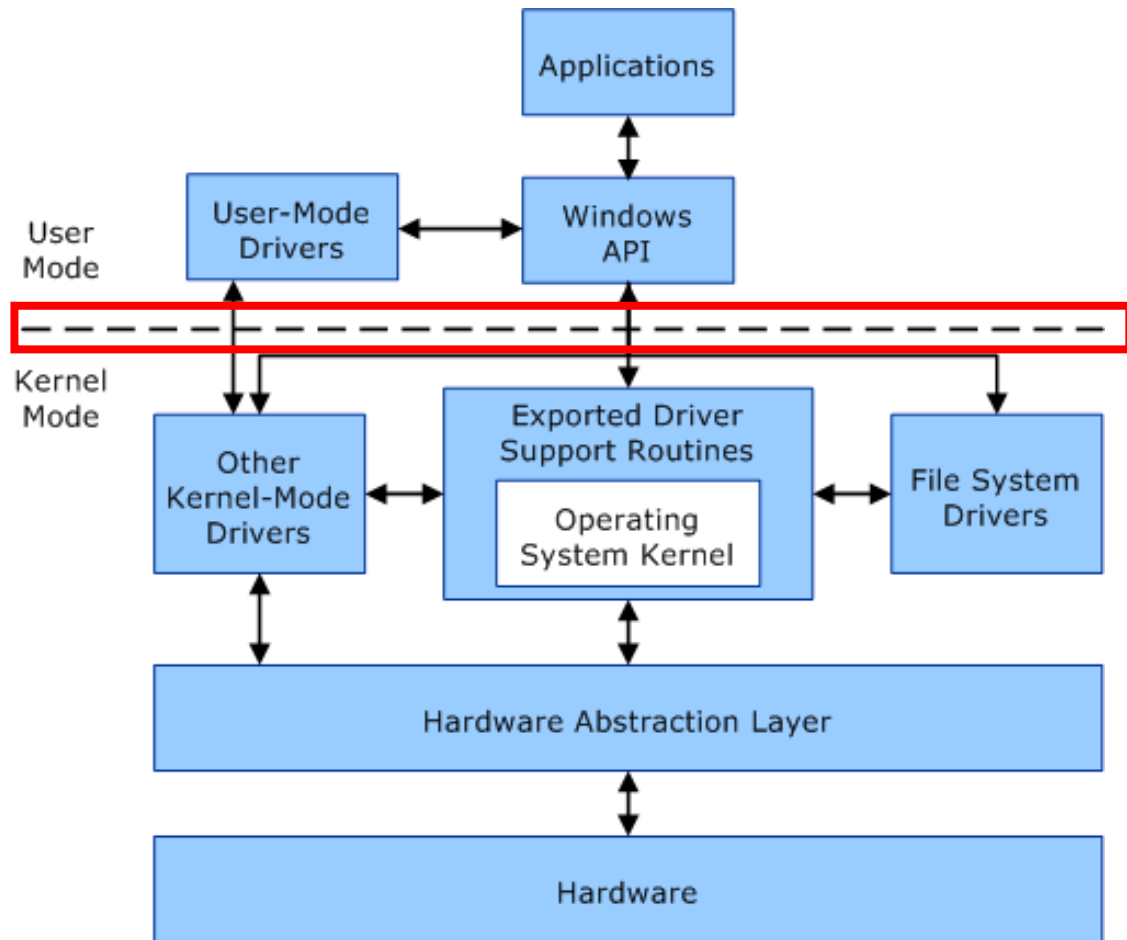 Applications
User-Mode
Drivers
Windows
API
User
Mode
Kernel
Mode
Exported Driver
Support Routines
Other
Kernel-Mode
Drivers
Operating
System Kernel
File System
Drivers
Hardware Abstraction Layer
Hardware